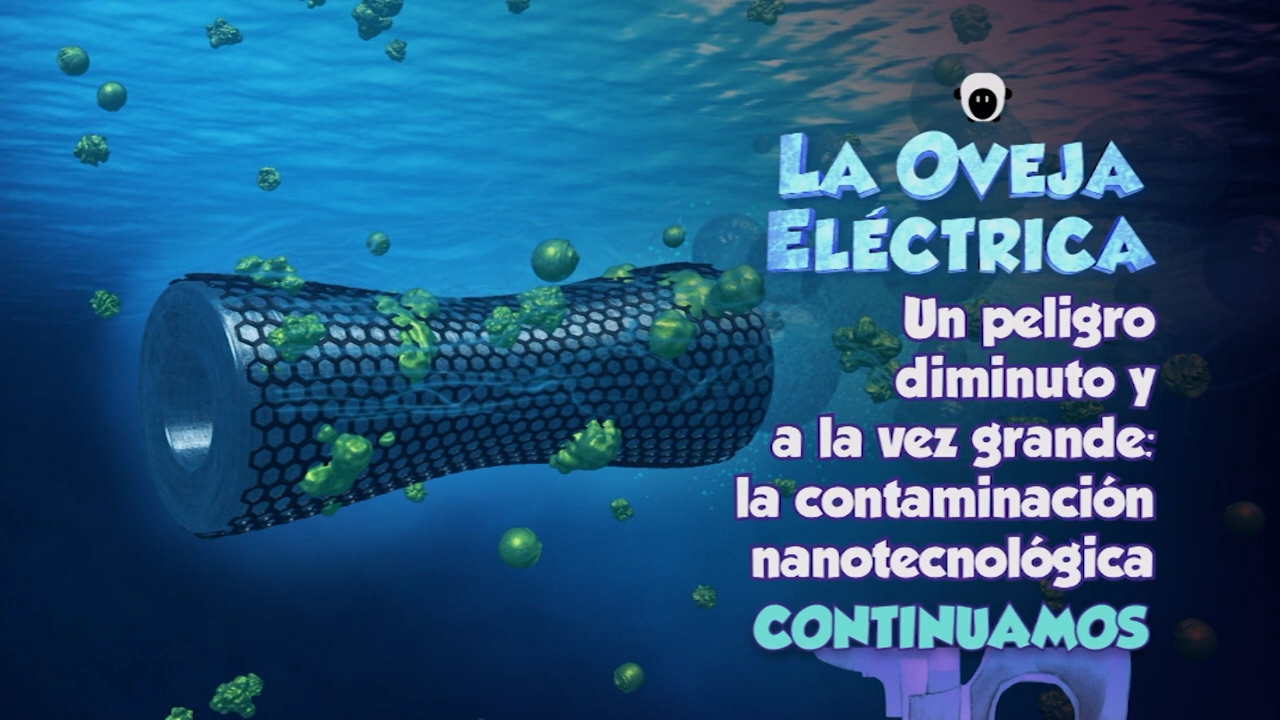 La Oveja
Eléctrica
Un peligro
diminuto y
a la vez grande:
la contaminación
nanotecnológica
CONTINUAMOS